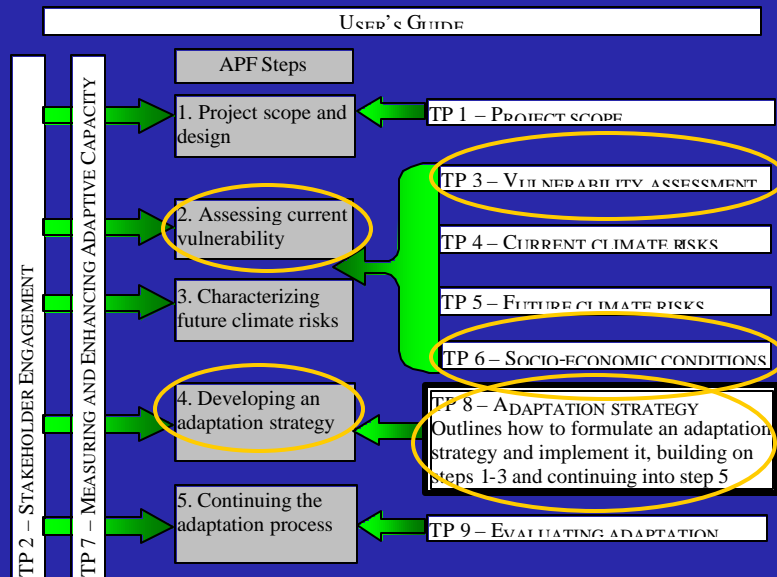 USER'S GUIDE
APF Steps
1. Project scope and
design
2. Assessing current
vulnerability
3. Characterizing
future climate risks
4. Developing an
adaptation strategy
5. Continuing the
adaptation process
TP 2 – STAKEHOLDER ENGAGEMENT
TP 7 – MEASURING AND ENHANCING ADAPTIVE CAPACITY
TP 1 – PROJECT SCOPE
TP 3 – VULNERABILITY ASSESSMENT
TP 4 – CURRENT CLIMATE RISKS
TP 5 – FUTURE CLIMATE RISKS
TP 6 – SOCIO-ECONOMIC CONDITIONS
TP 8 – ADAPTATION STRATEGY
Outlines how to formulate an adaptation
strategy and implement it, building on
steps 1-3 and continuing into step 5
TP 9 – EVALUATING ADAPTATION